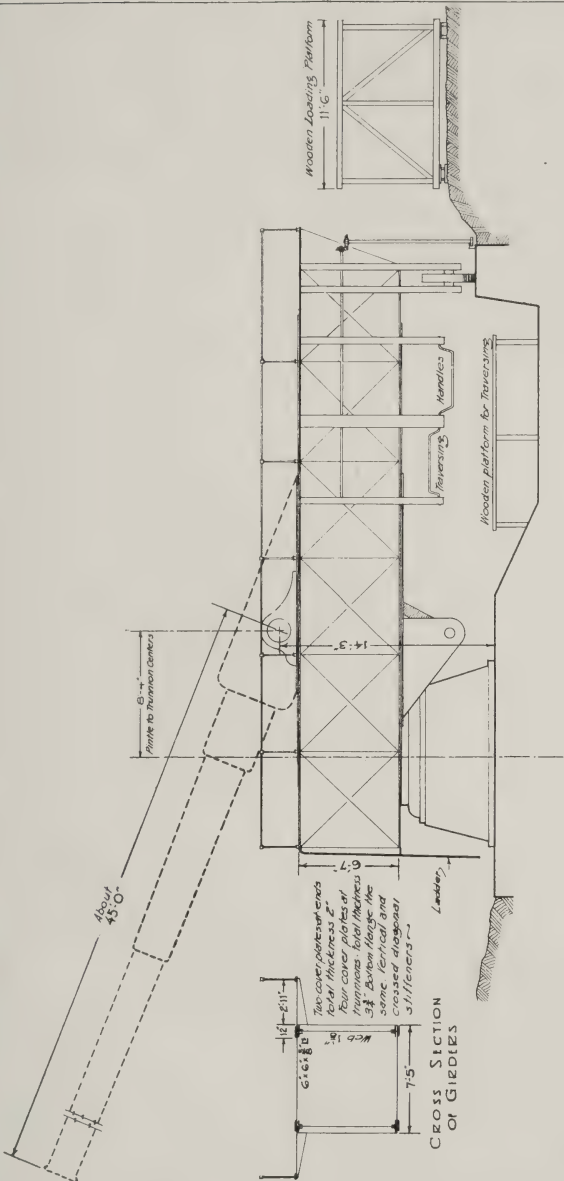 About
45'-0"
8'-4"
Pintle to Trunnion Centers
14'-3"
6'-7"
Ladder
Traversing Handles
Wooden platform for Traversing
Wooden Loading Platform
11'-6"
Two cover plates at ends
total thickness 2"
four cover plates at
trunnions-total thickness
Bottom flange the
same Vertical and
crossed diagonal
stiffeners
12"
2'-11"
Web
7'-5"
CROSS SECTION
OF GIRDERS